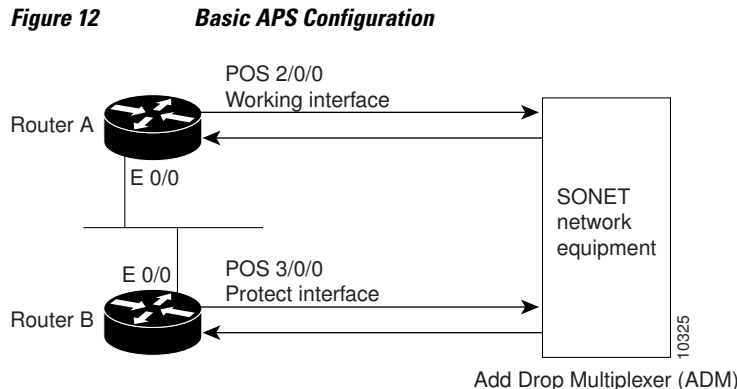 Figure 12 Basic APS Configuration
POS 2/0/0
Working interface
Router A
E 0/0
SONET
network
equipment
E 0/0
POS 3/0/0
Protect interface
Router B
10325
Add Drop Multiplexer (ADM)